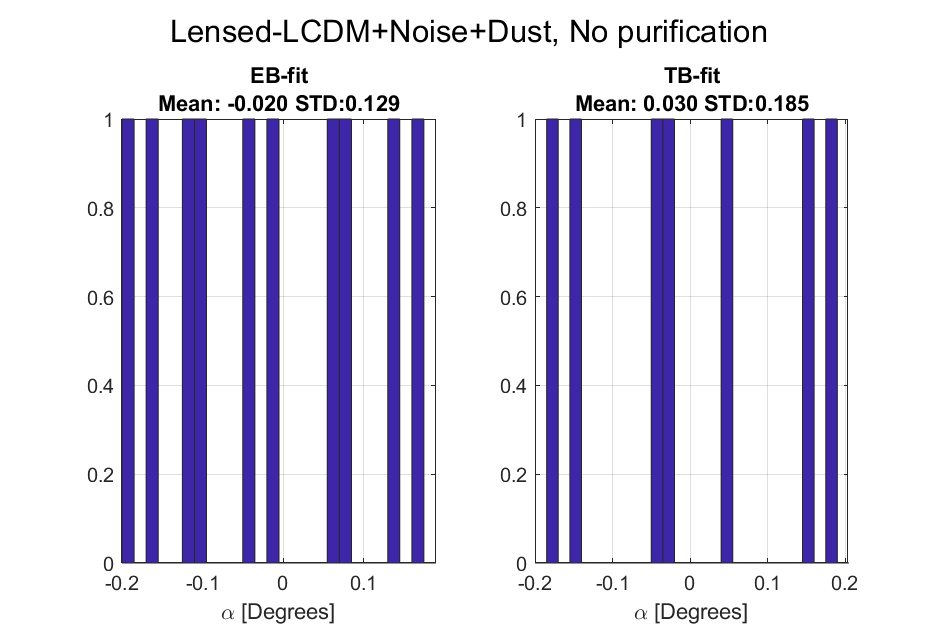 Lensed-LCDM+Noise+Dust, No purification
EB-fit
Mean: -0.020 STD:0.129
1
0.8
0.6
0.4
0.2
0
-0.2 -0.1 0 0.1
α [Degrees]
TB-fit
Mean: 0.030 STD:0.185
1
0.8
0.6
0.4
0.2
0
-0.2 -0.1 0 0.1 0.2
α [Degrees]